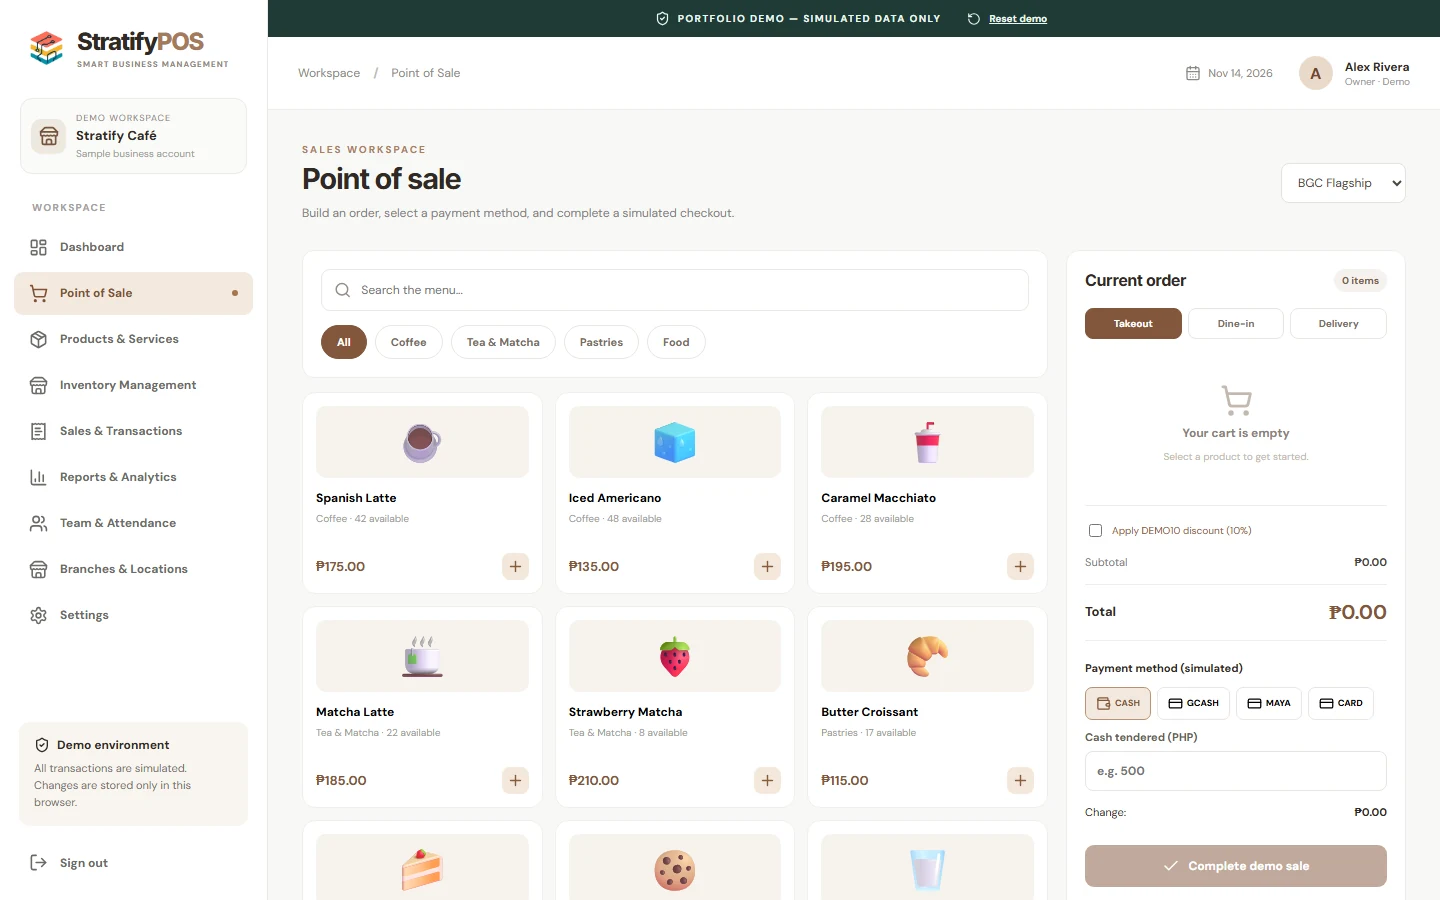 StratifyPOS
SMART BUSINESS MANAGEMENT
DEMO WORKSPACE
Stratify Café
Sample business account
WORKSPACE
Dashboard
Point of Sale
Products & Services
Inventory Management
Sales & Transactions
Reports & Analytics
Team & Attendance
Branches & Locations
Settings
Demo environment
All transactions are simulated.
Changes are stored only in this
browser.
Sign out
PORTFOLIO DEMO — SIMULATED DATA ONLY Reset demo
Workspace / Point of Sale
Nov 14, 2026
A
Alex Rivera
Owner · Demo
SALES WORKSPACE
Point of sale
Build an order, select a payment method, and complete a simulated checkout.
BGC Flagship
Search the menu...
All Coffee Tea & Matcha Pastries Food
Spanish Latte
Coffee · 42 available
₱175.00
Iced Americano
Coffee · 48 available
₱135.00
Caramel Macchiato
Coffee · 28 available
₱195.00
Matcha Latte
Tea & Matcha · 22 available
₱185.00
Strawberry Matcha
Tea & Matcha · 8 available
₱210.00
Butter Croissant
Pastries · 17 available
₱115.00
Current order
0 items
Takeout Dine-in Delivery
Your cart is empty
Select a product to get started.
Apply DEMO10 discount (10%)
Subtotal ₱0.00
Total ₱0.00
Payment method (simulated)
CASH GCASH MAYA CARD
Cash tendered (PHP)
e.g. 500
Change: ₱0.00
Complete demo sale